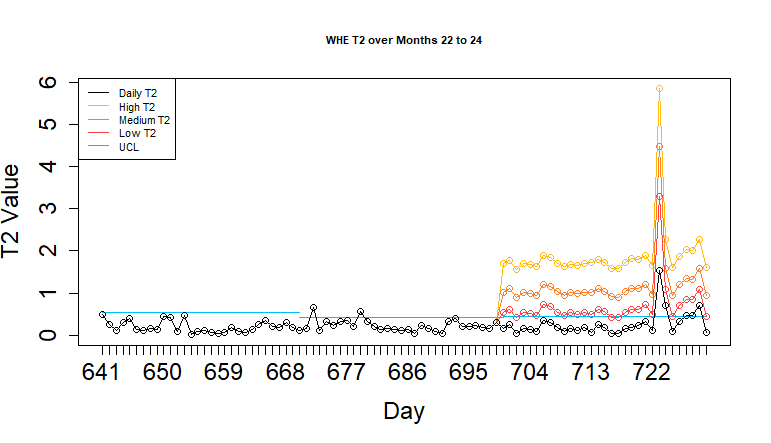 WHE T2 over Months 22 to 24
T2 Value
6
5
4
3
2
1
0
Daily T2
High T2
Medium T2
Low T2
UCL
641 650 659 668 677 686 695 704 713 722
Day